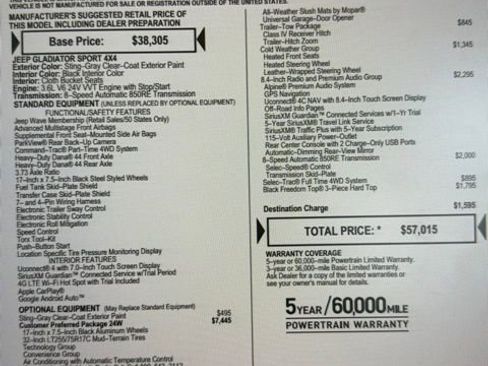 VEHICLE IS NOT MANUFACTURED FOR SALE OR REGISTRATION OUTSIDE OF THE UNITED STATES.
MANUFACTURER'S SUGGESTED RETAIL PRICE OF
THIS MODEL INCLUDING DEALER PREPARATION
Base Price: $38,305
JEEP GLADIATOR SPORT 4X4
Exterior Color: Sting-Gray Clear-Coat Exterior Paint
Interior Color: Black Interior Color
Interior: Cloth Bucket Seats
Engine: 3.6L V6 24V VVT Engine with Stop/Start
Transmission: 8-Speed Automatic 850RE Transmission
STANDARD EQUIPMENT (UNLESS REPLACED BY OPTIONAL EQUIPMENT)
FUNCTIONAL/SAFETY FEATURES
Jeep Wave Membership (Retail Sales/50 States Only)
Advanced Multistage Front Airbags
Supplemental Front Seat-Mounted Side Air Bags
ParkView® Rear Back-Up Camera
Command-Trac® Part-Time 4WD System
Heavy-Duty Dana® 44 Front Axle
Heavy-Duty Dana® 44 Rear Axle
3.73 Axle Ratio
17-Inch x 7.5-Inch Black Steel Styled Wheels
Fuel Tank Skid-Plate Shield
Transfer Case Skid-Plate Shield
7- and 4-Pin Wiring Harness
Electronic Trailer Sway Control
Electronic Stability Control
Electronic Roll Mitigation
Speed Control
Torx Tool-Kit
Push-Button Start
Location Specific Tire Pressure Monitoring Display
INTERIOR FEATURES
Uconnect® 4 with 7.0-Inch Touch Screen Display
SiriusXM Guardian™ Connected Service w/Trial Period
4G LTE Wi-Fi Hot Spot with Trial Included
Apple CarPlay®
Google Android Auto™
OPTIONAL EQUIPMENT (May Replace Standard Equipment)
Sting-Gray Clear-Coat Exterior Paint $495
Customer Preferred Package 24W $7,445
17-Inch x 7.5-Inch Black Aluminum Wheels
32-Inch LT255/75R17C Mud-Terrain Tires
Technology Group
Convenience Group
Air Conditioning with Automatic Temperature Control
All-Weather Slush Mats by Mopar®
Universal Garage-Door Opener
Trailer-Tow Package $845
Class IV Receiver Hitch
Trailer-Hitch Zoom
Cold Weather Group $1,345
Heated Front Seats
Heated Steering Wheel
Leather-Wrapped Steering Wheel
8.4-Inch Radio and Premium Audio Group $2,295
Alpine® Premium Audio System
GPS Navigation
Uconnect® 4C NAV with 8.4-Inch Touch Screen Display
Off-Road Info Pages
SiriusXM Guardian™ Connected Services w/1-Yr Trial
5-Year SiriusXM® Travel Link Service
SiriusXM® Traffic Plus with 5-Year Subscription
115-Volt Auxiliary Power-Outlet
Rear Center Console with 2 Charge-Only USB Ports
Automatic-Dimming Rear-View Mirror
8-Speed Automatic 850RE Transmission $2,000
Selec-Speed® Control
Transmission Skid-Plate
Selec-Trac® Full Time 4WD System $895
Black Freedom Top® 3-Piece Hard Top $1,795
Destination Charge $1,595
TOTAL PRICE: * $57,015
WARRANTY COVERAGE
5-year or 60,000-mile Powertrain Limited Warranty.
3-year or 36,000-mile Basic Limited Warranty.
Ask Dealer for a copy of the limited warranties or
see your owner's manual for details.
5 YEAR/60,000 MILE
POWERTRAIN WARRANTY